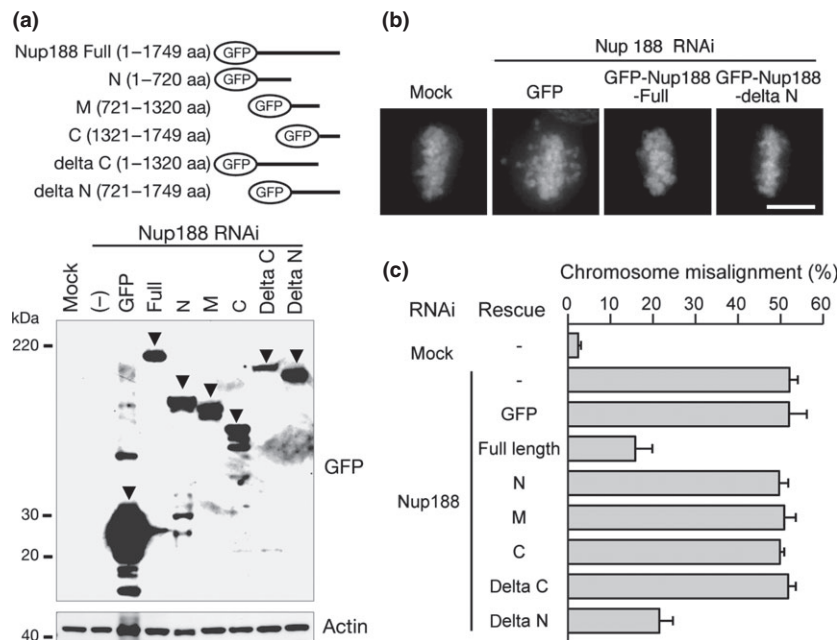 (a)
Nup188 Full (1–1749 aa) GFP
N (1–720 aa) GFP
M (721–1320 aa) GFP
C (1321–1749 aa) GFP
delta C (1–1320 aa) GFP
delta N (721–1749 aa) GFP
Nup188 RNAi
Mock (–) GFP Full N M C Delta C Delta N
kDa
220
30
20
GFP
40
Actin
(b)
Nup 188 RNAi
Mock GFP GFP-Nup188 -Full GFP-Nup188 -delta N
(c)
Chromosome misalignment (%)
RNAi Rescue 0 10 20 30 40 50 60
Mock -
-
GFP
Full length
Nup188
N
M
C
Delta C
Delta N